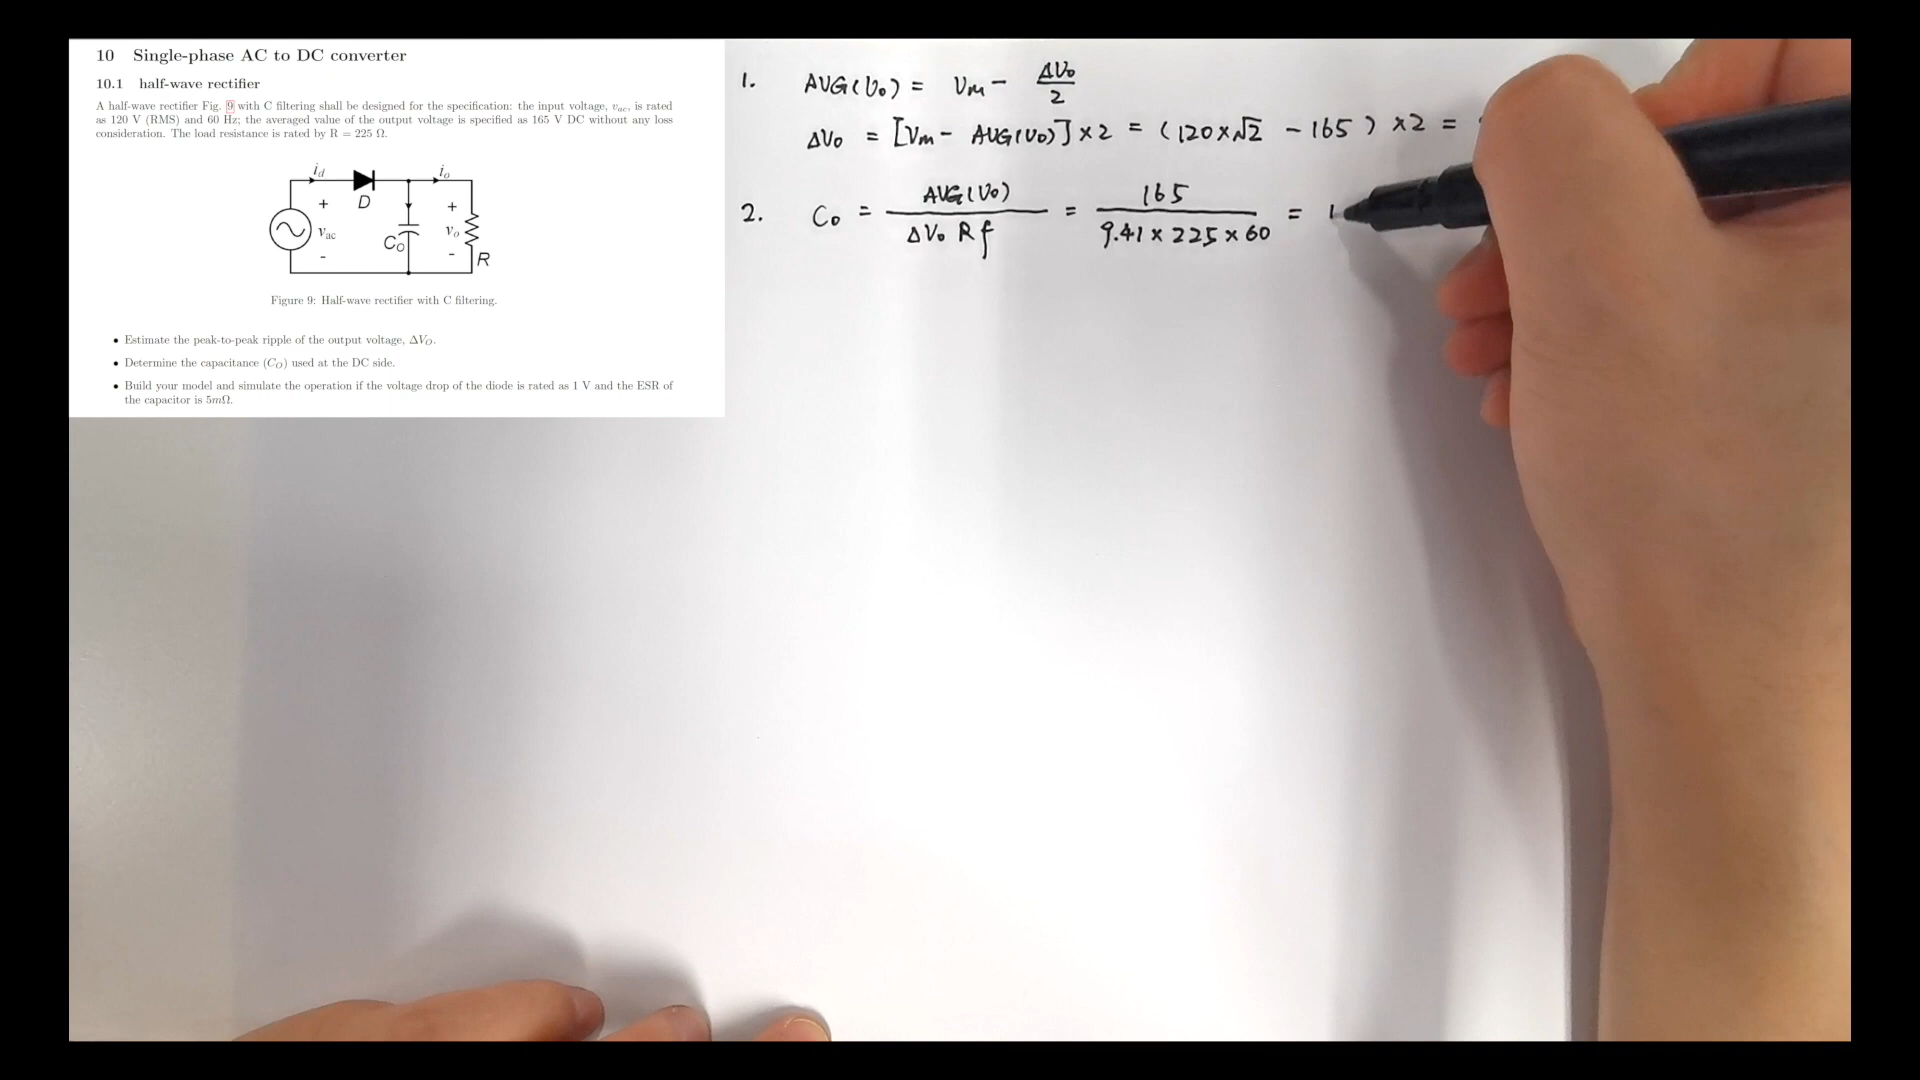 10 Single-phase AC to DC converter
10.1 half-wave rectifier
A half-wave rectifier Fig. 9 with C filtering shall be designed for the specification: the input voltage, vac, is rated
as 120 V (RMS) and 60 Hz; the averaged value of the output voltage is specified as 165 V DC without any loss
consideration. The load resistance is rated by R = 225 Ω.
id
io
+ D +
vac
CO
vo
- - R
Figure 9: Half-wave rectifier with C filtering.
• Estimate the peak-to-peak ripple of the output voltage, ΔVO.
• Determine the capacitance (CO) used at the DC side.
• Build your model and simulate the operation if the voltage drop of the diode is rated as 1 V and the ESR of
the capacitor is 5mΩ.
1. AVG(Vo) = Vm - ΔVo / 2
ΔVo = [Vm - AVG(Vo)] × 2 = (120×√2 - 165) × 2 =
2. Co = AVG(Vo) / ΔVo R f = 165 / 9.41 × 225 × 60 =